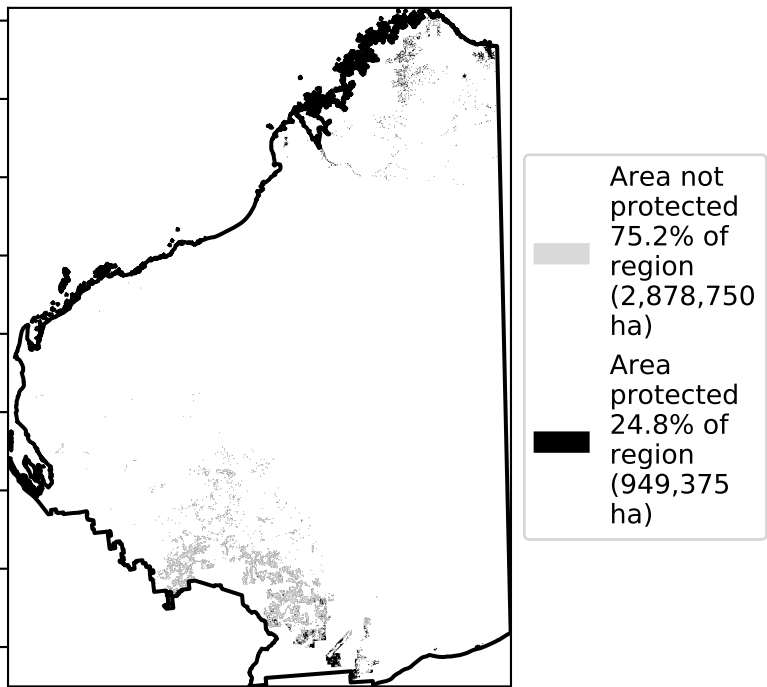 Area not
protected
75.2% of
region
(2,878,750
ha)
Area
protected
24.8% of
region
(949,375
ha)